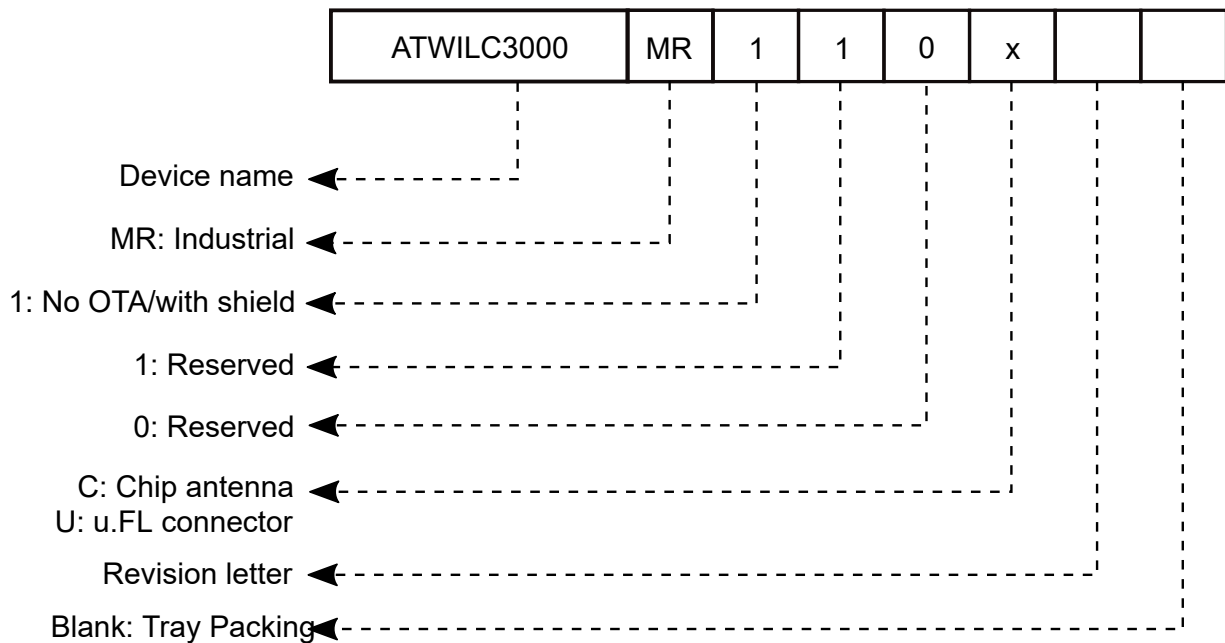 ATWILC3000 MR 1 1 0 x
Device name
MR: Industrial
1: No OTA/with shield
1: Reserved
0: Reserved
C: Chip antenna
U: u.FL connector
Revision letter
Blank: Tray Packing